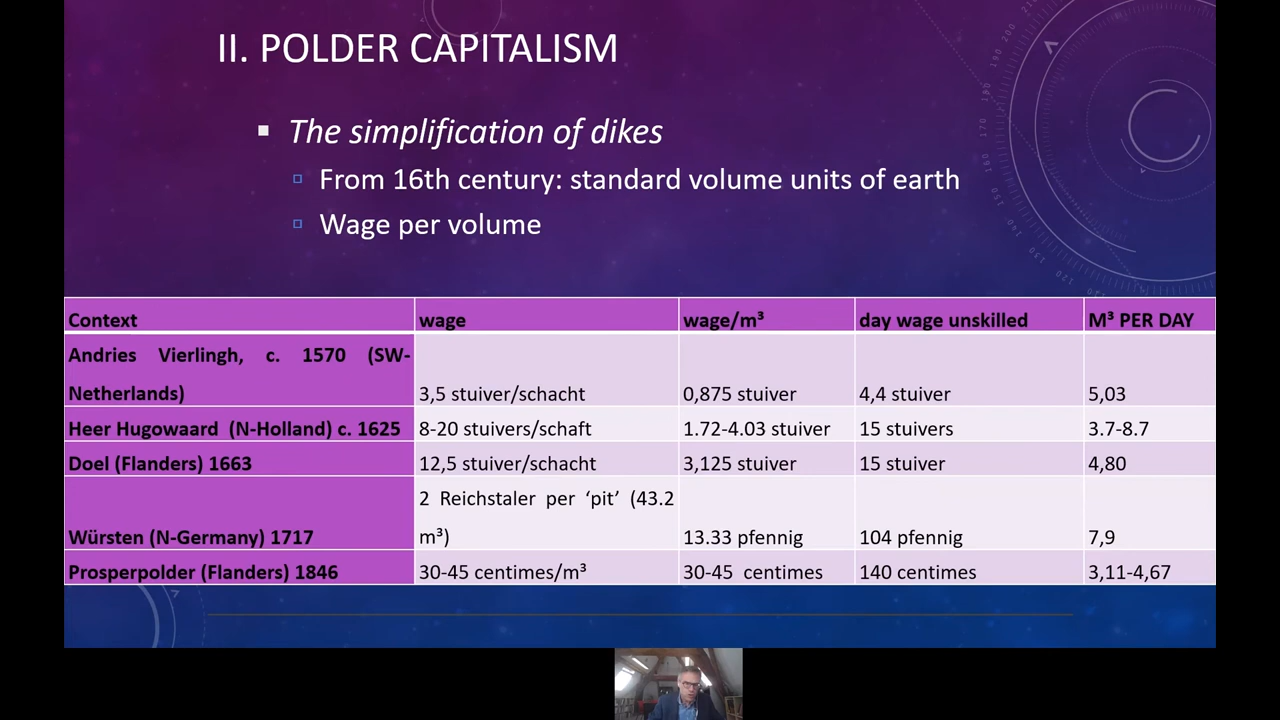 II. POLDER CAPITALISM
The simplification of dikes
From 16th century: standard volume units of earth
Wage per volume
Context wage wage/m³ day wage unskilled M³ PER DAY
Andries Vierlingh, c. 1570 (SW-
Netherlands) 3,5 stuiver/schacht 0,875 stuiver 4,4 stuiver 5,03
Heer Hugowaard (N-Holland) c. 1625 8-20 stuivers/schaft 1.72-4.03 stuiver 15 stuivers 3.7-8.7
Doel (Flanders) 1663 12,5 stuiver/schacht 3,125 stuiver 15 stuiver 4,80
2 Reichstaler per ‘pit’ (43.2
Würsten (N-Germany) 1717 m³) 13.33 pfennig 104 pfennig 7,9
Prosperpolder (Flanders) 1846 30-45 centimes/m³ 30-45 centimes 140 centimes 3,11-4,67